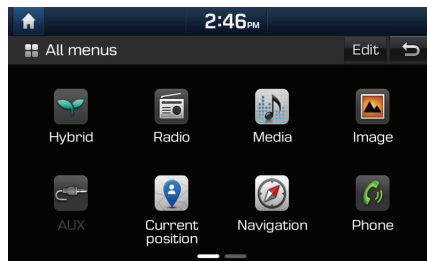 2:46PM
All menus Edit
Hybrid Radio Media Image
AUX Current position Navigation Phone